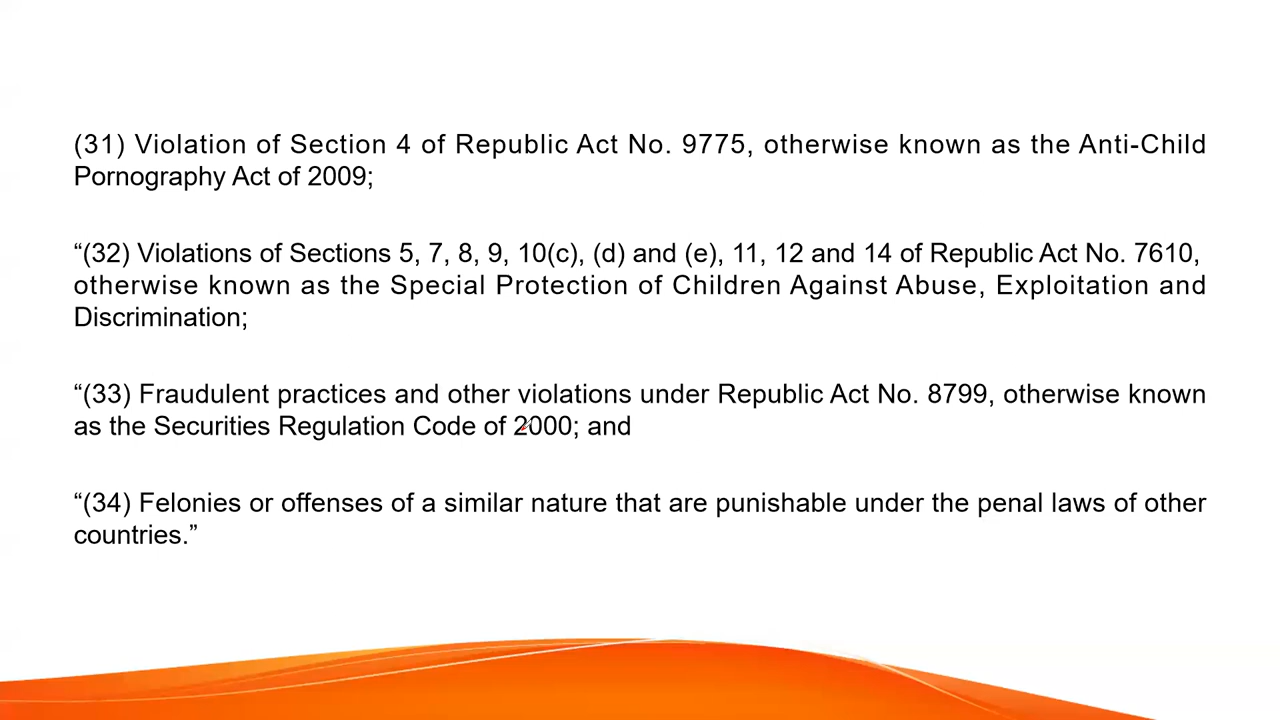 (31) Violation of Section 4 of Republic Act No. 9775, otherwise known as the Anti-Child
Pornography Act of 2009;
“(32) Violations of Sections 5, 7, 8, 9, 10(c), (d) and (e), 11, 12 and 14 of Republic Act No. 7610,
otherwise known as the Special Protection of Children Against Abuse, Exploitation and
Discrimination;
“(33) Fraudulent practices and other violations under Republic Act No. 8799, otherwise known
as the Securities Regulation Code of 2000; and
“(34) Felonies or offenses of a similar nature that are punishable under the penal laws of other
countries.”